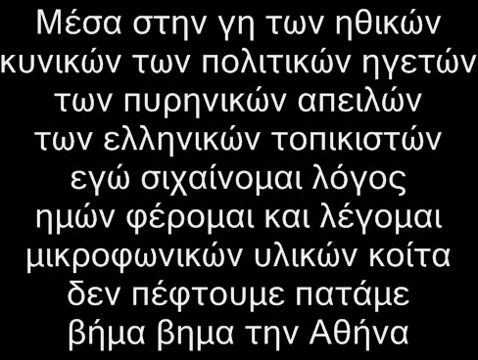 Μέσα στην γη των ηθικών
κυνικών των πολιτικών ηγετών
των πυρηνικών απειλών
των ελληνικών τοπικιστών
εγώ σιχαίνομαι λόγος
ημών φέρομαι και λέγομαι
μικροφωνικών υλικών κοίτα
δεν πέφτουμε πατάμε
βήμα βημα την Αθήνα